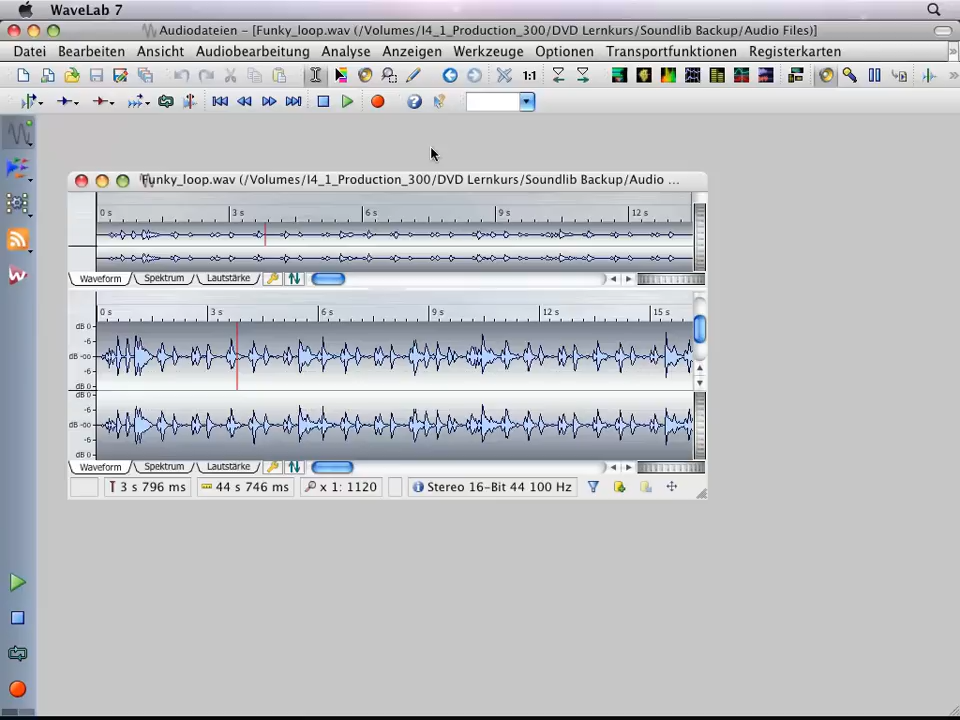 WaveLab 7
Audiodateien - [Funky_loop.wav (/Volumes/I4_1_Production_300/DVD Lernkurs/Soundlib Backup/Audio Files)]
Datei Bearbeiten Ansicht Audiobearbeitung Analyse Anzeigen Werkzeuge Optionen Transportfunktionen Registerkarten »
1:1
Funky_loop.wav (/Volumes/I4_1_Production_300/DVD Lernkurs/Soundlib Backup/Audio ...
0 s 3 s 6 s 9 s 12 s
Waveform Spektrum Lautstärke
0 s 3 s 6 s 9 s 12 s 15 s
dB 0
-6
dB -oo
-6
dB 0
-6
dB -oo
-6
dB 0
Waveform Spektrum Lautstärke
3 s 796 ms 44 s 746 ms x 1: 1120 Stereo 16-Bit 44 100 Hz